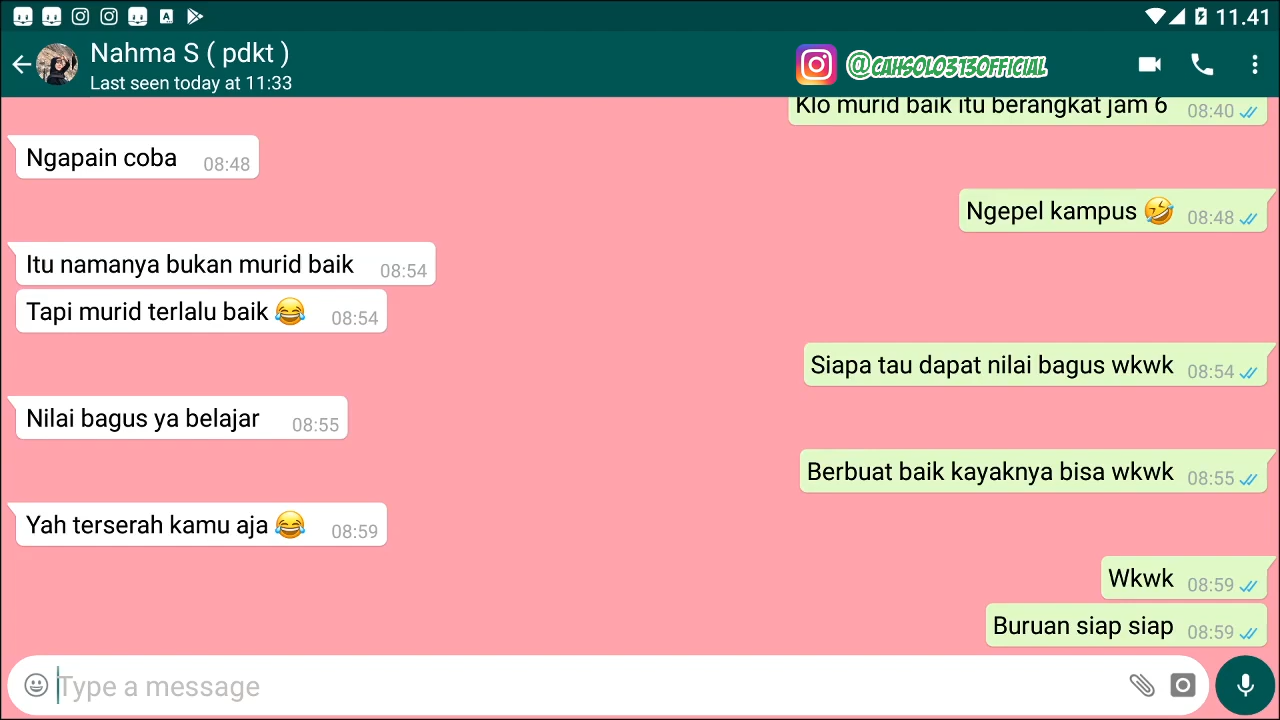 11.41
Nahma S ( pdkt )
Last seen today at 11:33
@CAHSOLO313OFFICIAL
Klo murid baik itu berangkat jam 6 08:40
Ngapain coba 08:48
Ngepel kampus 🤣 08:48
Itu namanya bukan murid baik 08:54
Tapi murid terlalu baik 😂 08:54
Siapa tau dapat nilai bagus wkwk 08:54
Nilai bagus ya belajar 08:55
Berbuat baik kayaknya bisa wkwk 08:55
Yah terserah kamu aja 😂 08:59
Wkwk 08:59
Buruan siap siap 08:59
Type a message